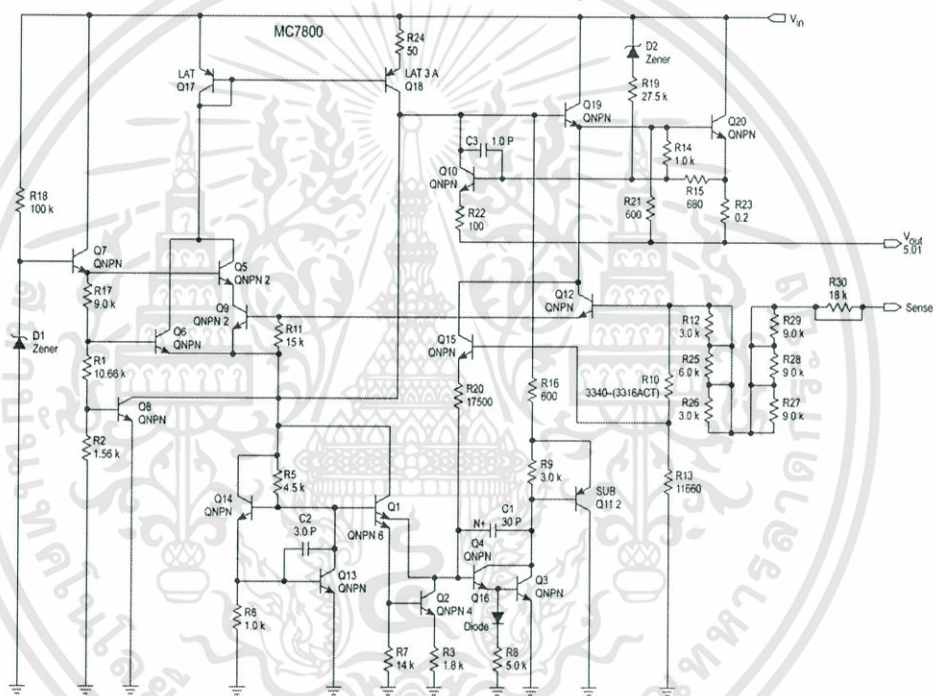 MC7800
Vin
R24
50
D2
Zener
LAT
Q17
LAT 3 A
Q18
R19
27.5 k
Q19
QNPN
Q20
QNPN
C3
1.0 P
R14
1.0 k
Q10
QNPN
R15
680
R18
100 k
R22
100
R21
600
R23
0.2
Vout
5.01
Q7
QNPN
Q5
QNPN 2
R17
9.0 k
Q9
QNPN 2
Q12
QNPN
R30
18 k
Sense
R12
3.0 k
R29
9.0 k
D1
Zener
Q6
QNPN
R11
15 k
Q15
QNPN
R1
10.66 k
R20
17500
R16
600
R10
3340-(3316ACT)
R25
6.0 k
R28
9.0 k
R26
3.0 k
R27
9.0 k
Q8
QNPN
R2
1.56 k
R5
4.5 k
R9
3.0 k
R13
11660
Q14
QNPN
Q1
QNPN 6
SUB
Q11 2
C2
3.0 P
N+
C1
30 P
Q4
QNPN
Q13
QNPN
Q2
QNPN 4
Q16
Q3
QNPN
R6
1.0 k
Diode
R7
14 k
R3
1.8 k
R8
5.0 k